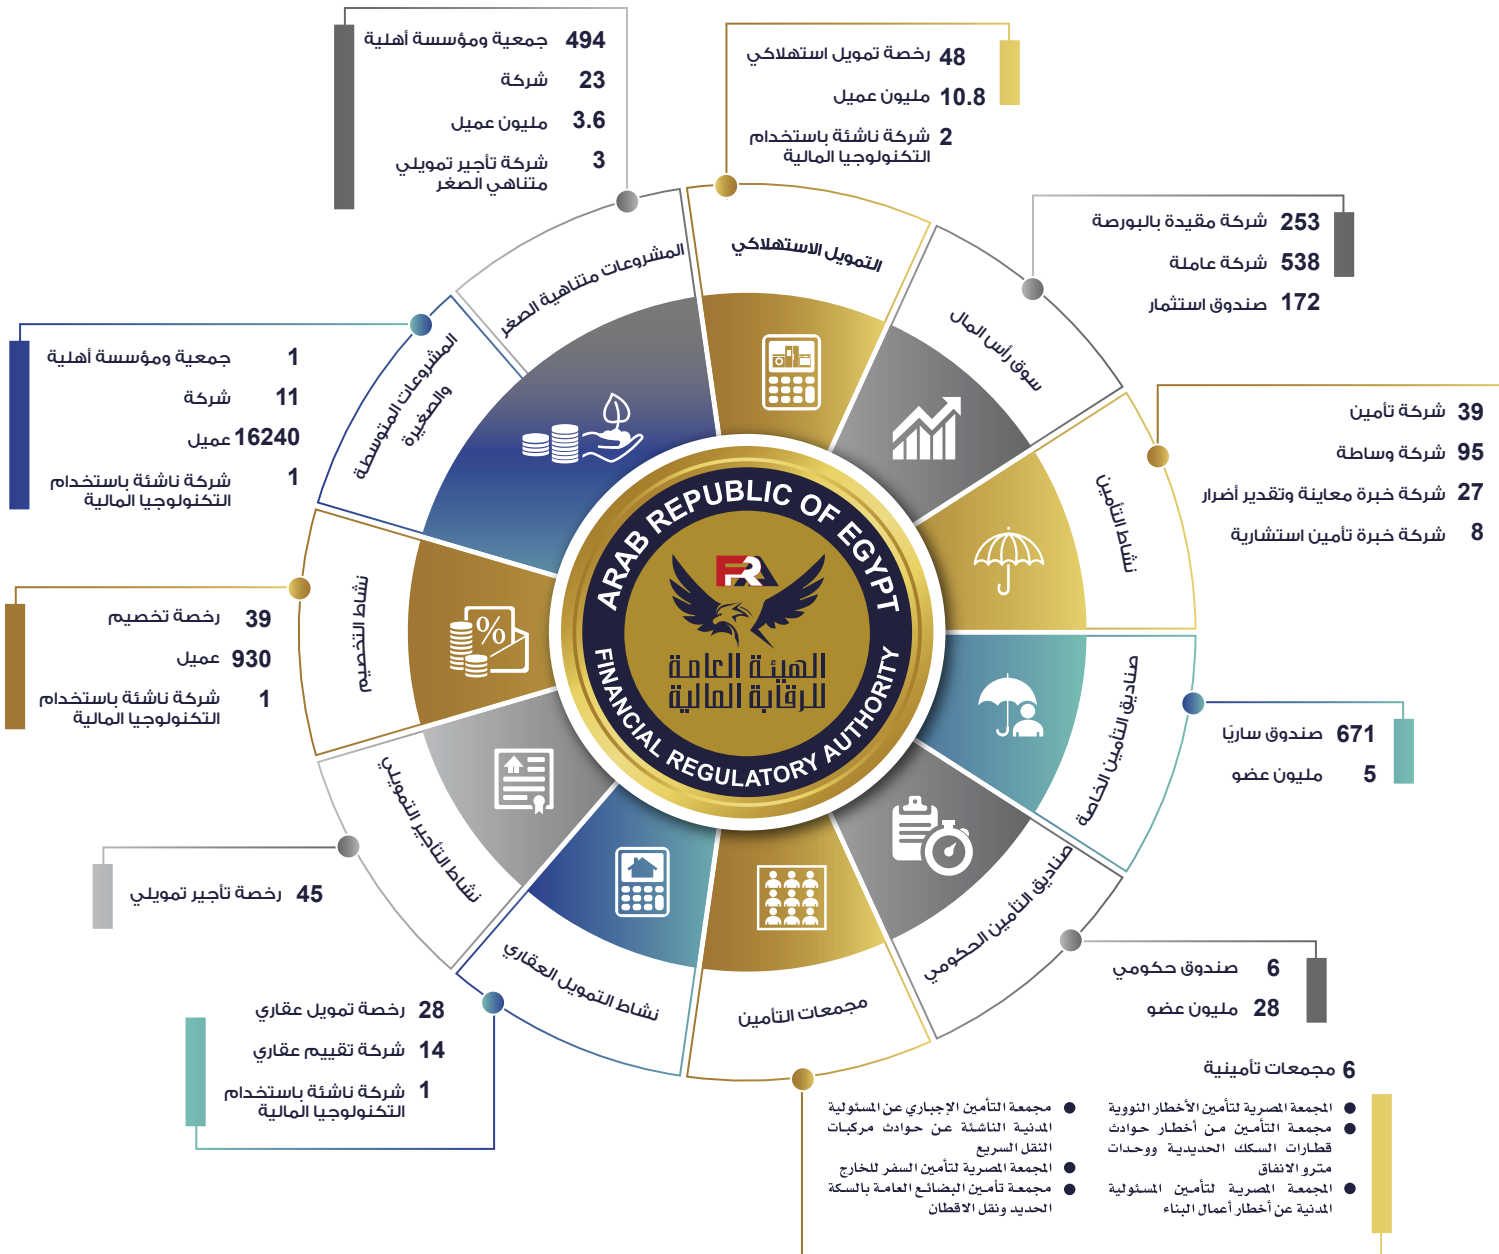 494 جمعية ومؤسسة أهلية
23 شركة
3.6 مليون عميل
3 شركة تأجير تمويلي
متناهي الصغر
48 رخصة تمويل استهلاكي
10.8 مليون عميل
2 شركة ناشئة باستخدام
التكنولوجيا المالية
253 شركة مقيدة بالبورصة
538 شركة عاملة
172 صندوق استثمار
39 شركة تأمين
95 شركة وساطة
27 شركة خبرة معاينة وتقدير أضرار
8 شركة خبرة تأمين استشارية
671 صندوق ساريًا
5 مليون عضو
6 صندوق حكومي
28 مليون عضو
6 مجمعات تأمينية
● المجمعة المصرية لتأمين الأخطار النووية
● مجمعة التأمين من أخطار حوادث
قطارات السكك الحديدية ووحدات
مترو الانفاق
● المجمعة المصرية لتأمين المسئولية
المدنية عن أخطار أعمال البناء
● مجمعة التأمين الإجباري عن المسئولية
المدنية الناشئة عن حوادث مركبات
النقل السريع
● المجمعة المصرية لتأمين السفر للخارج
● مجمعة تأمين البضائع العامة بالسكة
الحديد ونقل الاقطان
28 رخصة تمويل عقاري
14 شركة تقييم عقاري
1 شركة ناشئة باستخدام
التكنولوجيا المالية
45 رخصة تأجير تمويلي
39 رخصة تخصيم
930 عميل
1 شركة ناشئة باستخدام
التكنولوجيا المالية
1 جمعية ومؤسسة أهلية
11 شركة
16240 عميل
1 شركة ناشئة باستخدام
التكنولوجيا المالية
المشروعات متناهية الصغر
التمويل الاستهلاكي
سوق رأس المال
نشاط التأمين
صناديق التأمين الخاصة
صناديق التأمين الحكومي
مجمعات التأمين
نشاط التمويل العقاري
نشاط التأجير التمويلي
نشاط التخصيم
المشروعات المتوسطة
والصغيرة
%
ARAB REPUBLIC OF EGYPT
FRA
الهيئة العامة
للرقابة المالية
FINANCIAL REGULATORY AUTHORITY